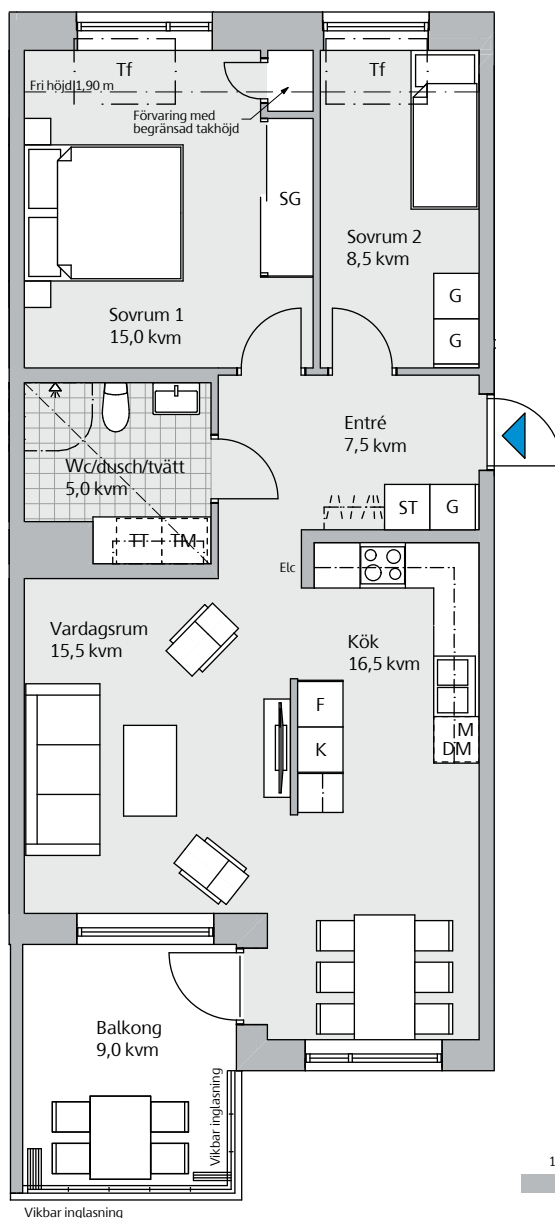 Tf
Tf
Fri höjd 1,90 m
Förvaring med
begränsad takhöjd
SG
Sovrum 2
8,5 kvm
G
G
Sovrum 1
15,0 kvm
Entré
7,5 kvm
Wc/dusch/tvätt
5,0 kvm
ST
G
TT
TM
Elc
Vardagsrum
15,5 kvm
Kök
16,5 kvm
F
K
M
DM
Balkong
9,0 kvm
Vikbar inglasning
1
Vikbar inglasning